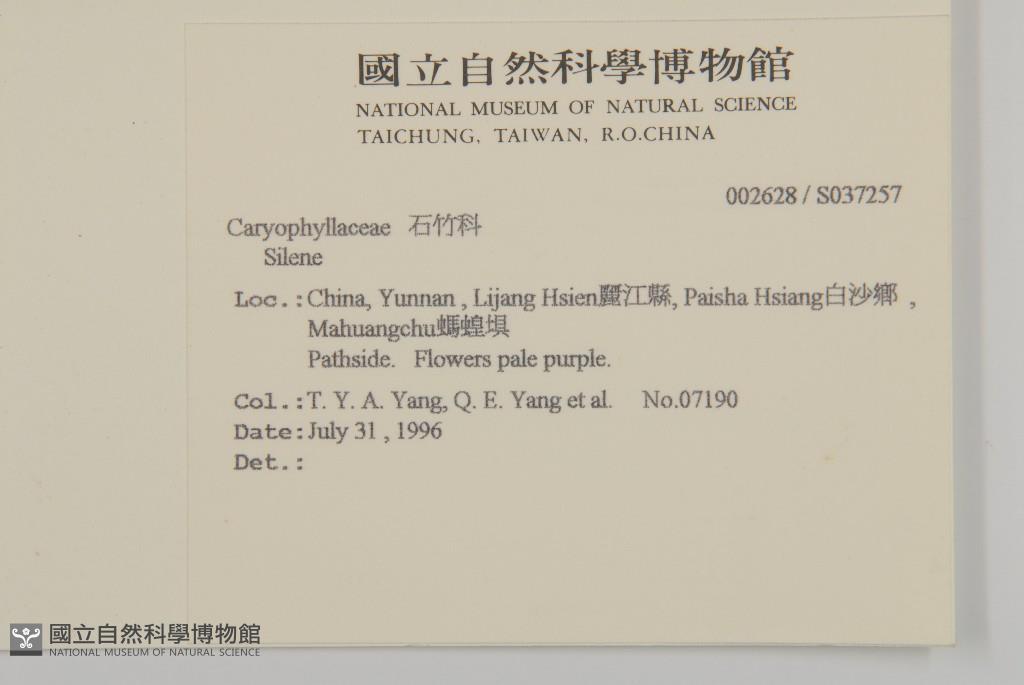 國立自然科學博物館
NATIONAL MUSEUM OF NATURAL SCIENCE
TAICHUNG, TAIWAN, R.O.CHINA
002628 / S037257
Caryophyllaceae 石竹科
Silene
Loc.: China, Yunnan , Lijang Hsien麗江縣, Paisha Hsiang白沙鄉 ,
Mahuangchu螞蝗埧
Pathside. Flowers pale purple.
Col.: T. Y. A. Yang, Q. E. Yang et al. No.07190
Date: July 31 , 1996
Det.:
國立自然科學博物館
NATIONAL MUSEUM OF NATURAL SCIENCE